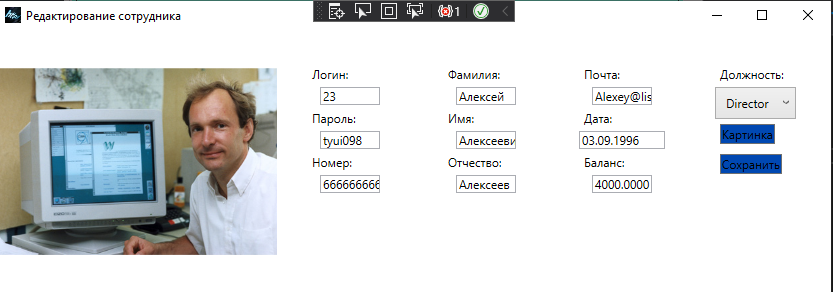 Редактирование сотрудника
1
Логин:
23
Пароль:
tyui098
Номер:
666666666
Фамилия:
Алексей
Имя:
Алексееви
Отчество:
Алексеев
Почта:
Alexey@lis
Дата:
03.09.1996
Баланс:
4000.0000
Должность:
Director
Картинка
Сохранить